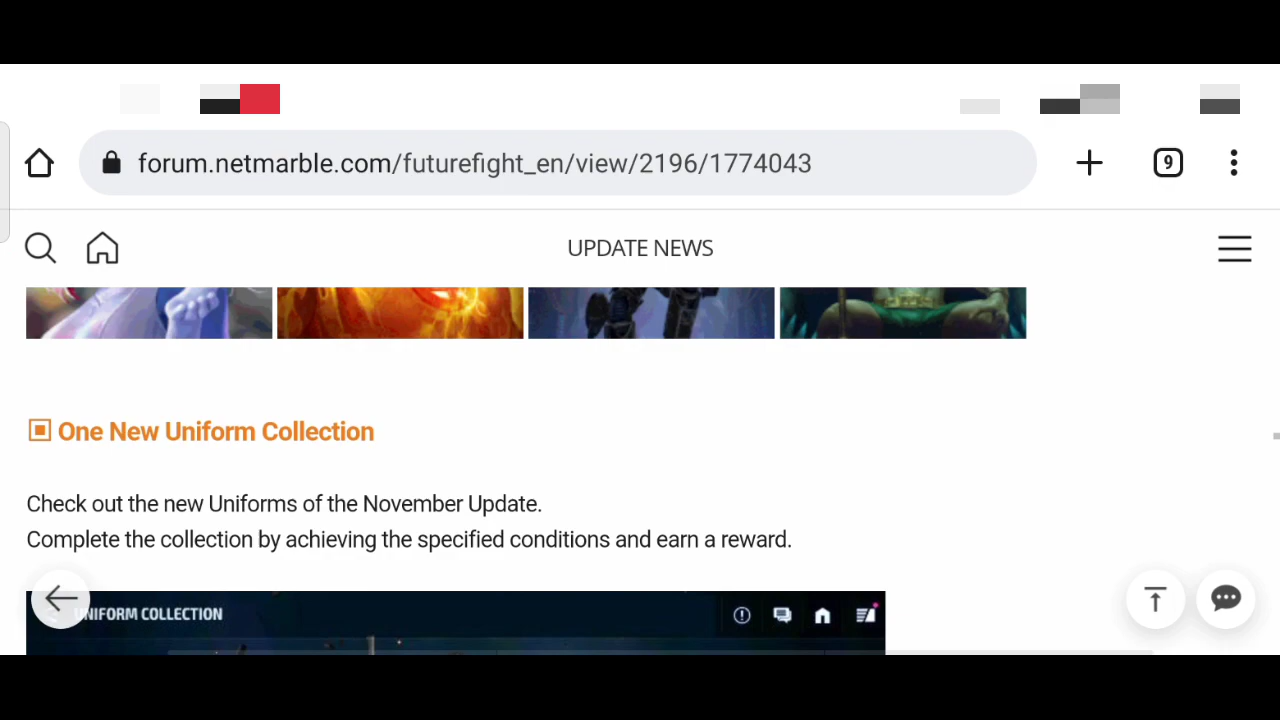 forum.netmarble.com/futurefight_en/view/2196/1774043
9
UPDATE NEWS
One New Uniform Collection
Check out the new Uniforms of the November Update.
Complete the collection by achieving the specified conditions and earn a reward.
UNIFORM COLLECTION